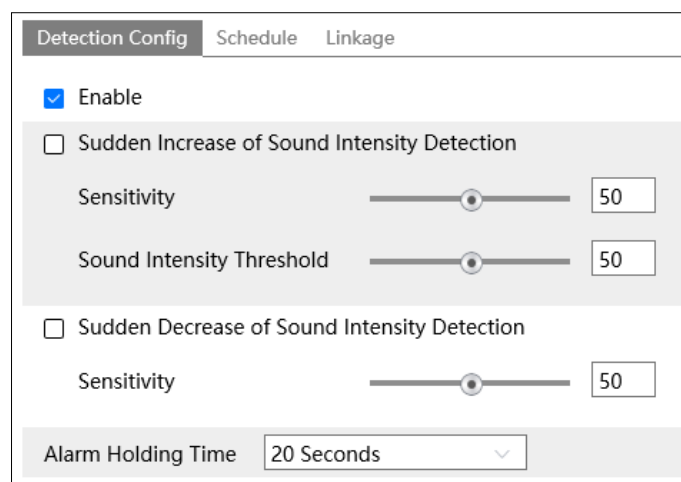 Detection Config Schedule Linkage
Enable
Sudden Increase of Sound Intensity Detection
Sensitivity 50
Sound Intensity Threshold 50
Sudden Decrease of Sound Intensity Detection
Sensitivity 50
Alarm Holding Time 20 Seconds